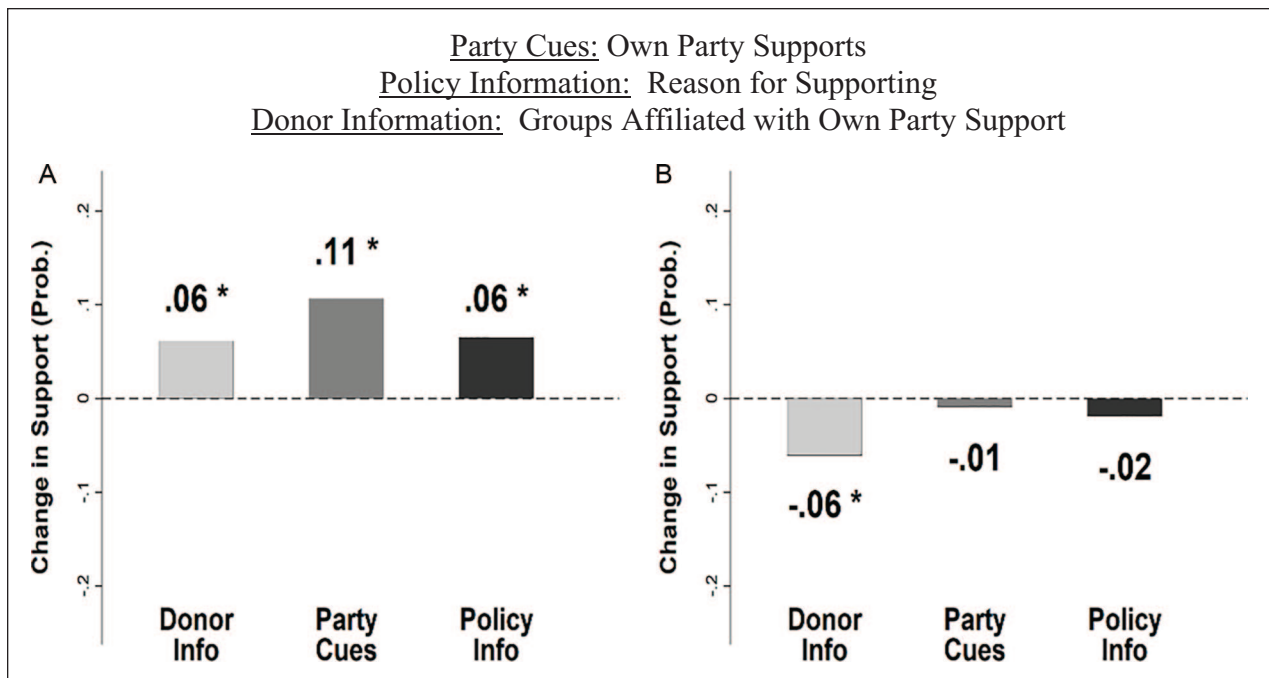 Party Cues: Own Party Supports
Policy Information: Reason for Supporting
Donor Information: Groups Affiliated with Own Party Support
A
Change in Support (Prob.)
.2
.1
0
-.1
-.2
.06 *
.11 *
.06 *
Donor Info
Party Cues
Policy Info
B
Change in Support (Prob.)
.2
.1
0
-.1
-.2
-.06 *
-.01
-.02
Donor Info
Party Cues
Policy Info